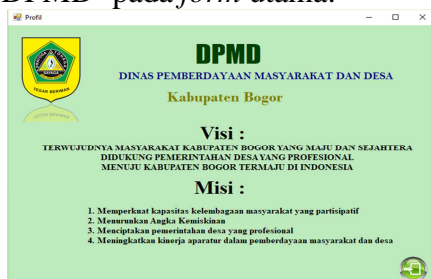 DPMD" pada form utama.
Profil
DPMD
DINAS PEMBERDAYAAN MASYARAKAT DAN DESA
Kabupaten Bogor
TEGAR BERIMAN
Visi :
TERWUJUDNYA MASYARAKAT KABUPATEN BOGOR YANG MAJU DAN SEJAHTERA
DIDUKUNG PEMERINTAHAN DESA YANG PROFESIONAL
MENUJU KABUPATEN BOGOR TERMAJU DI INDONESIA
Misi :
1. Memperkuat kapasitas kelembagaan masyarakat yang partisipatif
2. Menurunkan Angka Kemiskinan
3. Menciptakan pemerintahan desa yang profesional
4. Meningkatkan kinerja aparatur dalam pemberdayaan masyarakat dan desa